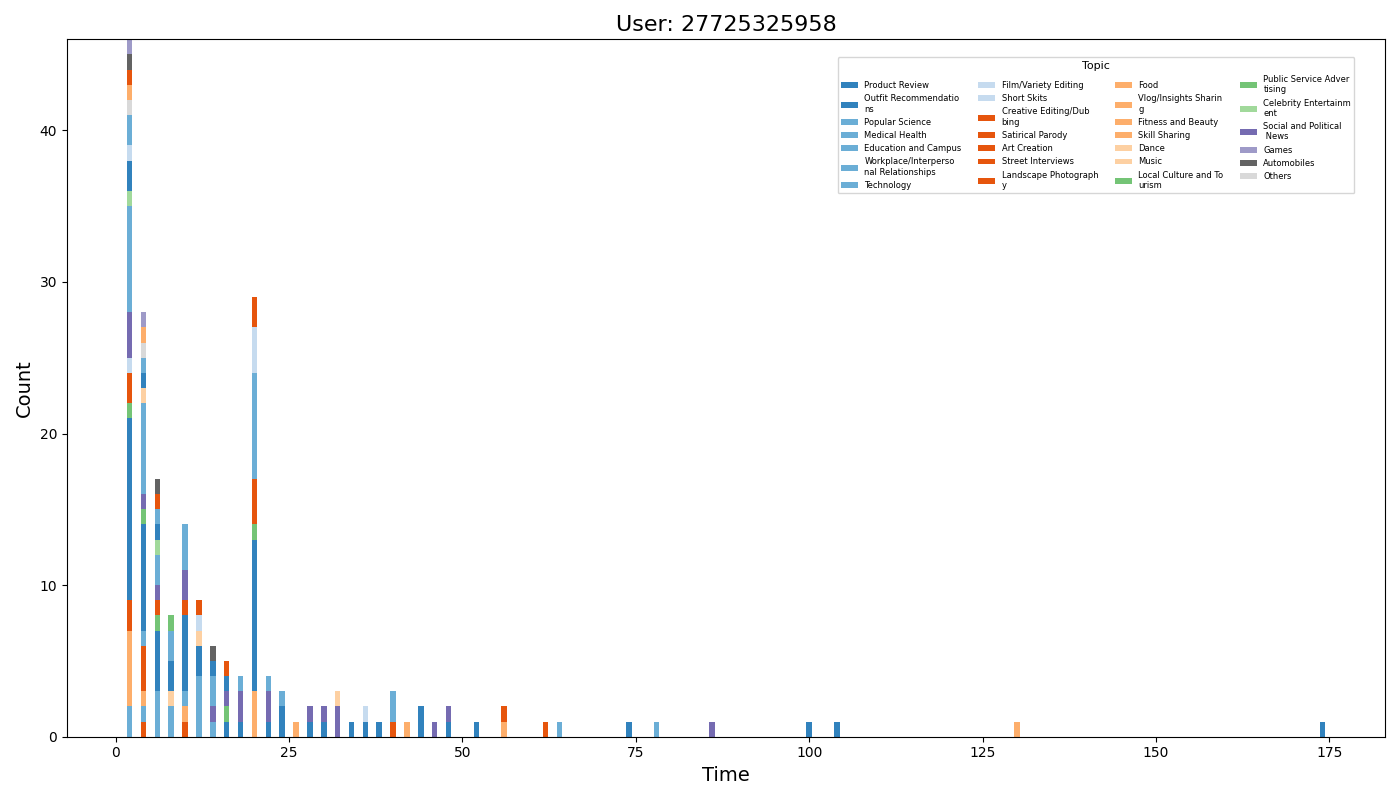 User: 27725325958
Topic
Product Review
Outfit Recommendatio
ns
Popular Science
Medical Health
Education and Campus
Workplace/Interperso
nal Relationships
Technology
Film/Variety Editing
Short Skits
Creative Editing/Dub
bing
Satirical Parody
Art Creation
Street Interviews
Landscape Photograph
y
Food
Vlog/Insights Sharin
g
Fitness and Beauty
Skill Sharing
Dance
Music
Local Culture and To
urism
Public Service Adver
tising
Celebrity Entertainm
ent
Social and Political
News
Games
Automobiles
Others
Count
40
30
20
10
0
0 25 50 75 100 125 150 175
Time